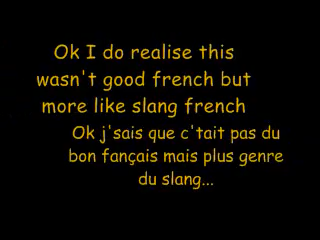 Ok I do realise this
wasn't good french but
more like slang french
Ok j'sais que c'tait pas du
bon fançais mais plus genre
du slang...